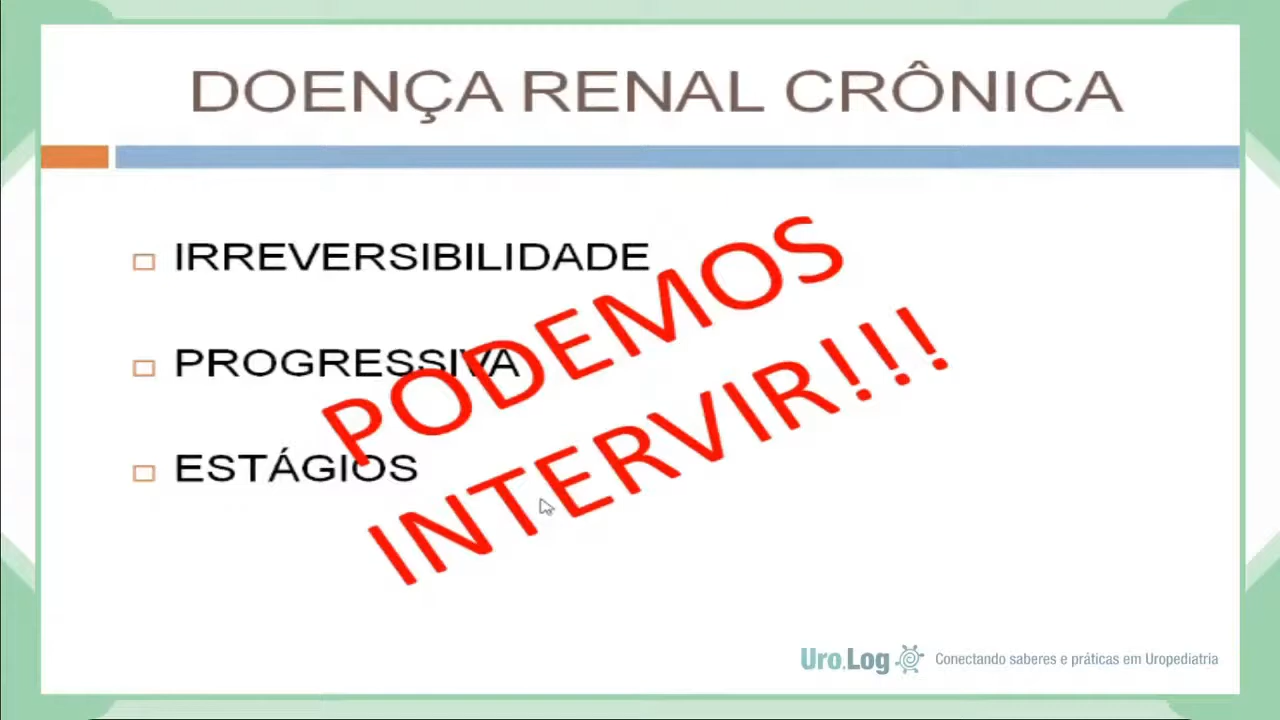 DOENÇA RENAL CRÔNICA
IRREVERSIBILIDADE
PROGRESSIVA
ESTÁGIOS
PODEMOS
INTERVIR!!!
Uro.Log Conectando saberes e práticas em Uropediatria